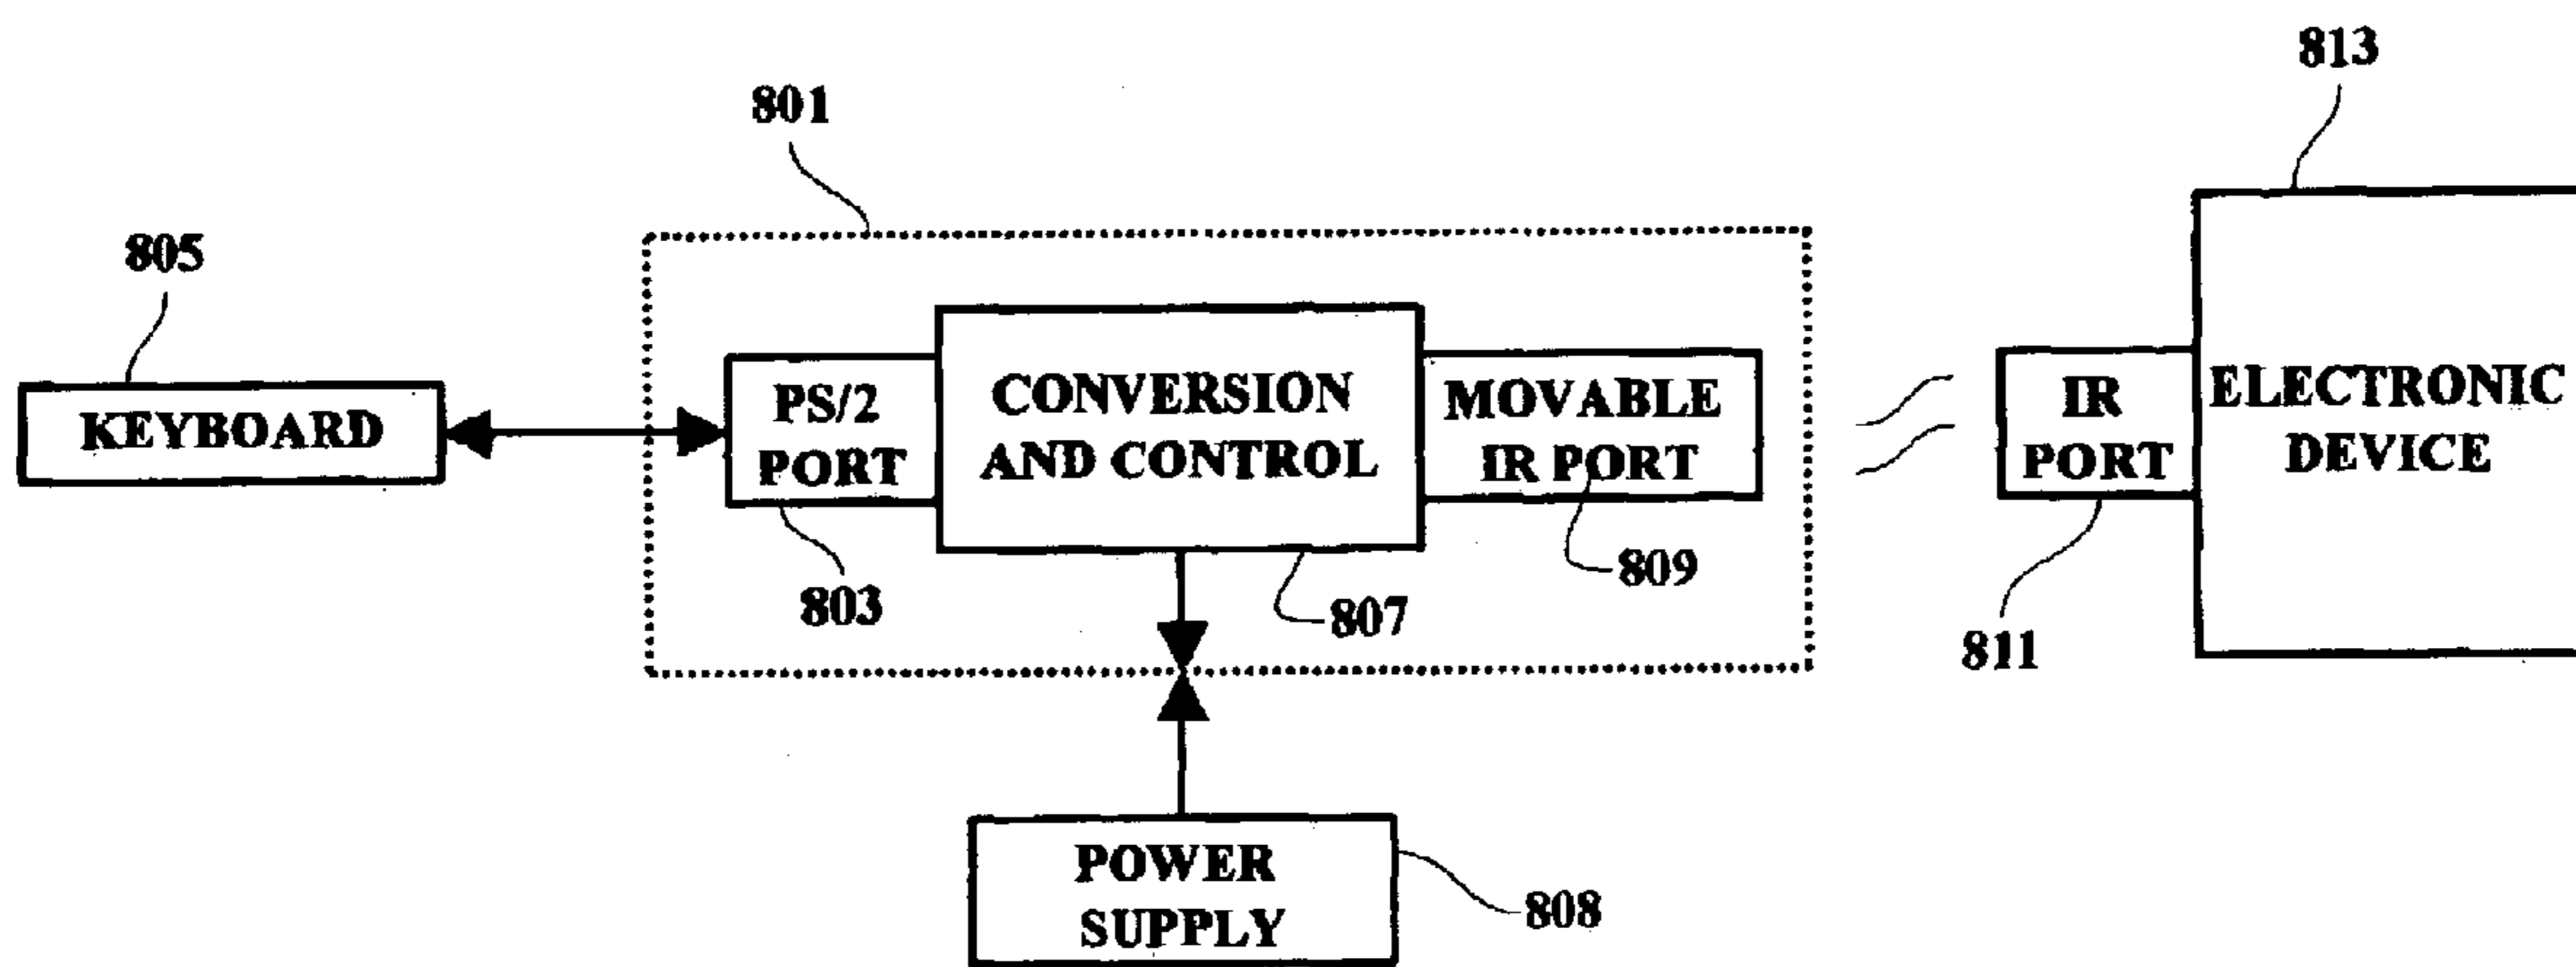 813
801
805
KEYBOARD
PS/2
PORT
CONVERSION
AND CONTROL
MOVABLE
IR PORT
IR
PORT
ELECTRONIC
DEVICE
803
807
809
811
POWER
SUPPLY
808